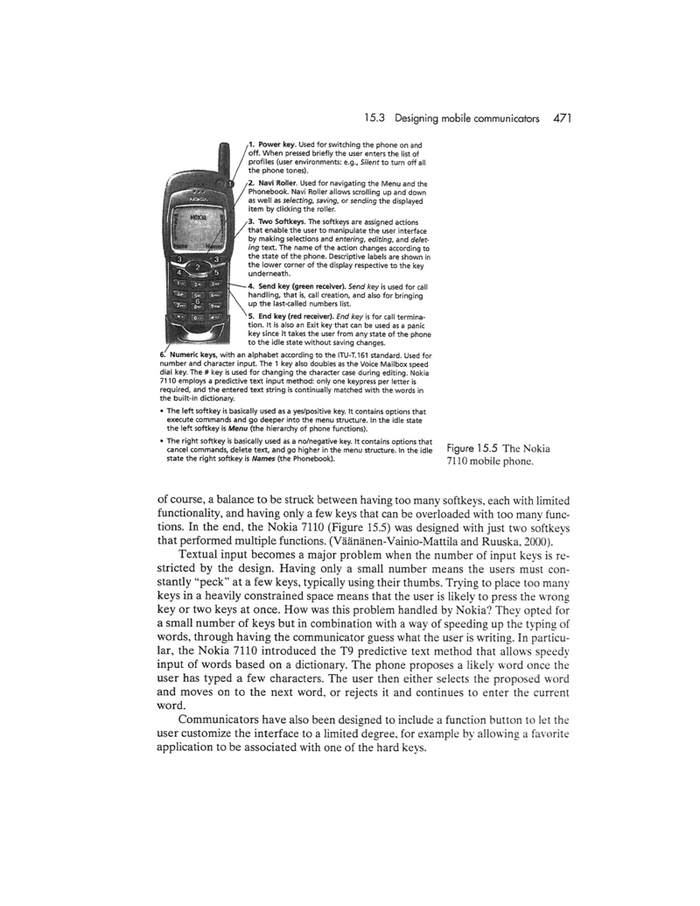 15.3 Designing mobile communicators 471
1. Power key. Used for switching the phone on and
off. When pressed briefly the user enters the list of
profiles (user environments: e.g., Silent to turn off all
the phone tones).
2. Navi Roller. Used for navigating the Menu and the
Phonebook. Navi Roller allows scrolling up and down
as well as selecting, saving, or sending the displayed
item by clicking the roller.
3. Two Softkeys. The softkeys are assigned actions
that enable the user to manipulate the user interface
by making selections and entering, editing, and delet-
ing text. The name of the action changes according to
the state of the phone. Descriptive labels are shown in
the lower corner of the display respective to the key
underneath.
4. Send key (green receiver). Send key is used for call
handling, that is, call creation, and also for bringing
up the last-called numbers list.
5. End key (red receiver). End key is for call termina-
tion. It is also an Exit key that can be used as a panic
key since it takes the user from any state of the phone
to the idle state without saving changes.
NOKIA
NOKIA
Menu Names
3 3
2
4 5
6
1
6. Numeric keys, with an alphabet according to the ITU-T.161 standard. Used for
number and character input. The 1 key also doubles as the Voice Mailbox speed
dial key. The # key is used for changing the character case during editing. Nokia
7110 employs a predictive text input method: only one keypress per letter is
required, and the entered text string is continually matched with the words in
the built-in dictionary.
• The left softkey is basically used as a yes/positive key. It contains options that
execute commands and go deeper into the menu structure. In the idle state
the left softkey is Menu (the hierarchy of phone functions).
• The right softkey is basically used as a no/negative key. It contains options that
cancel commands, delete text, and go higher in the menu structure. In the idle
state the right softkey is Names (the Phonebook).
Figure 15.5 The Nokia
7110 mobile phone.
of course, a balance to be struck between having too many softkeys, each with limited
functionality, and having only a few keys that can be overloaded with too many func-
tions. In the end, the Nokia 7110 (Figure 15.5) was designed with just two softkeys
that performed multiple functions. (Väänänen-Vainio-Mattila and Ruuska, 2000).
Textual input becomes a major problem when the number of input keys is re-
stricted by the design. Having only a small number means the users must con-
stantly “peck” at a few keys, typically using their thumbs. Trying to place too many
keys in a heavily constrained space means that the user is likely to press the wrong
key or two keys at once. How was this problem handled by Nokia? They opted for
a small number of keys but in combination with a way of speeding up the typing of
words, through having the communicator guess what the user is writing. In particu-
lar, the Nokia 7110 introduced the T9 predictive text method that allows speedy
input of words based on a dictionary. The phone proposes a likely word once the
user has typed a few characters. The user then either selects the proposed word
and moves on to the next word, or rejects it and continues to enter the current
word.
Communicators have also been designed to include a function button to let the
user customize the interface to a limited degree, for example by allowing a favorite
application to be associated with one of the hard keys.